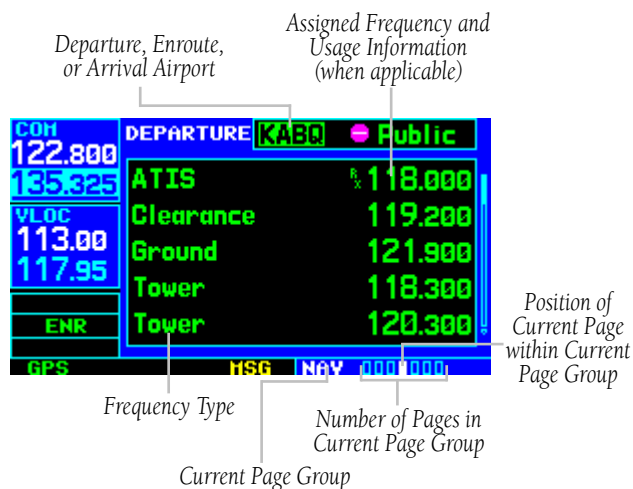 Departure, Enroute,
or Arrival Airport
Assigned Frequency and
Usage Information
(when applicable)
COM
122.800
135.325
VLOC
113.00
117.95
ENR
GPS
DEPARTURE KABQ Public
ATIS Rx 118.000
Clearance 119.200
Ground 121.900
Tower 118.300
Tower 120.300
MSG NAV
Position of
Current Page
within Current
Page Group
Frequency Type
Number of Pages in
Current Page Group
Current Page Group